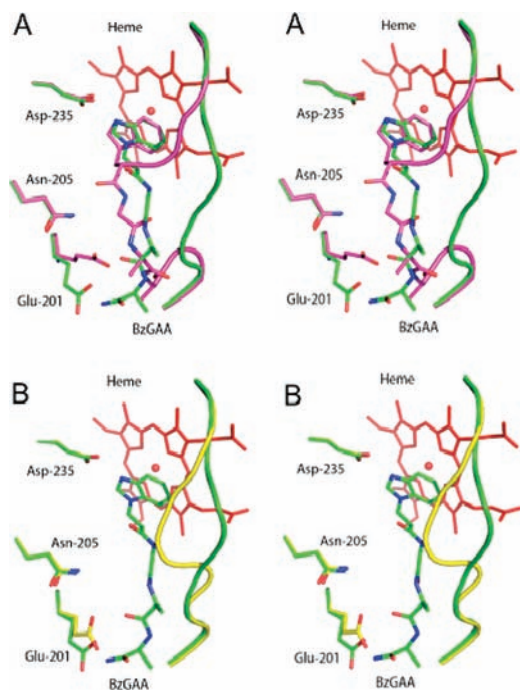 A
A
Heme
Heme
Asp-235
Asp-235
Asn-205
Asn-205
Glu-201
Glu-201
BzGAA
BzGAA
B
B
Heme
Heme
Asp-235
Asp-235
Asn-205
Asn-205
Glu-201
Glu-201
BzGAA
BzGAA